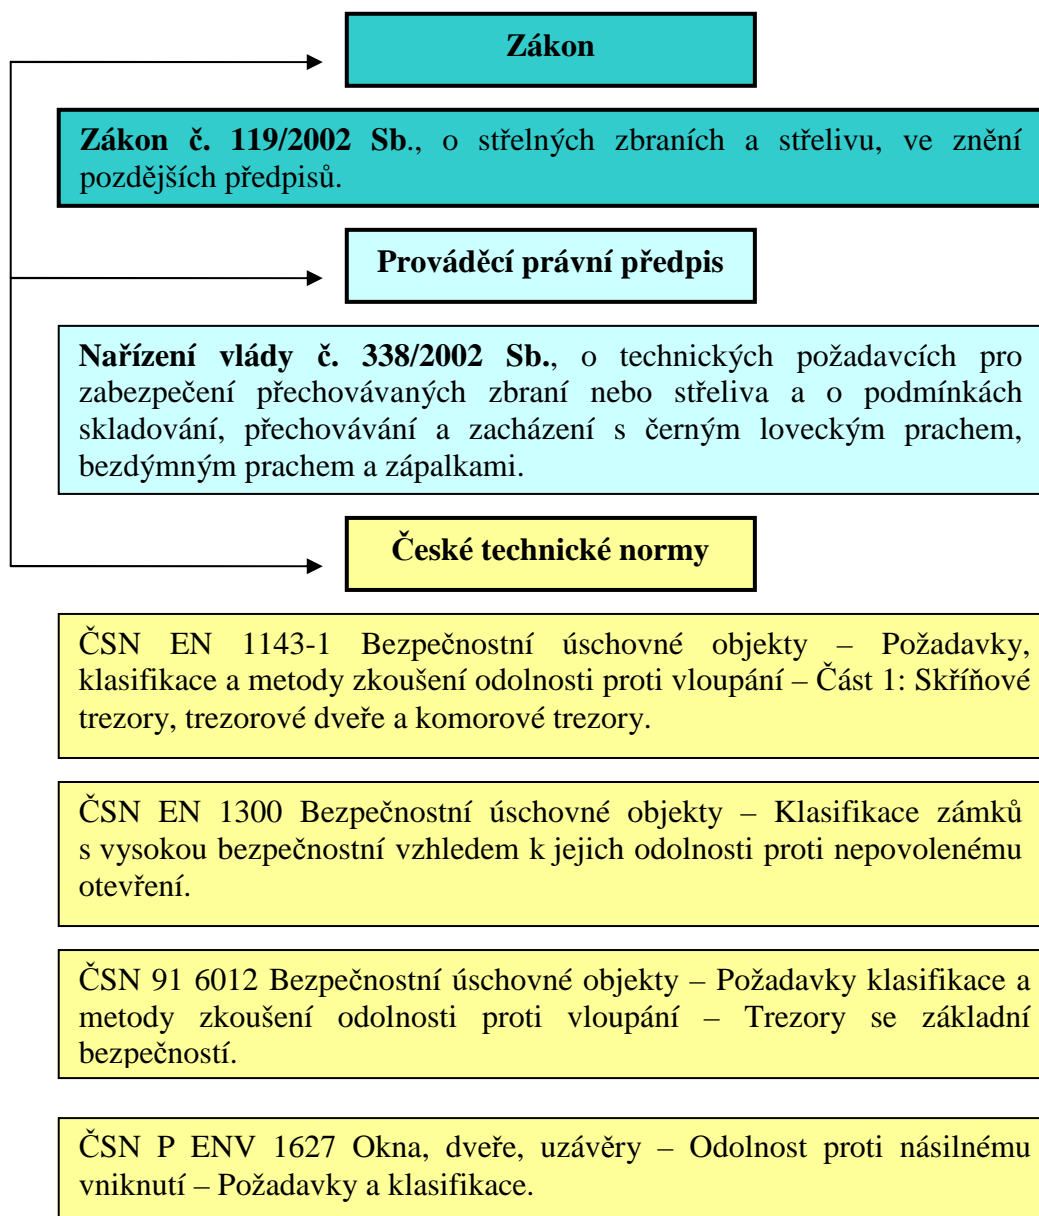 Zákon
Zákon č. 119/2002 Sb., o střelných zbraních a střelivu, ve znění
pozdějších předpisů.
Prováděcí právní předpis
Nařízení vlády č. 338/2002 Sb., o technických požadavcích pro
zabezpečení přechovávaných zbraní nebo střeliva a o podmínkách
skladování, přechovávání a zacházení s černým loveckým prachem,
bezdýmným prachem a zápalkami.
České technické normy
ČSN EN 1143-1 Bezpečnostní úschovné objekty – Požadavky,
klasifikace a metody zkoušení odolnosti proti vloupání – Část 1: Skříňové
trezory, trezorové dveře a komorové trezory.
ČSN EN 1300 Bezpečnostní úschovné objekty – Klasifikace zámků
s vysokou bezpečnostní vzhledem k jejich odolnosti proti nepovolenému
otevření.
ČSN 91 6012 Bezpečnostní úschovné objekty – Požadavky klasifikace a
metody zkoušení odolnosti proti vloupání – Trezory se základní
bezpečností.
ČSN P ENV 1627 Okna, dveře, uzávěry – Odolnost proti násilnému
vniknutí – Požadavky a klasifikace.